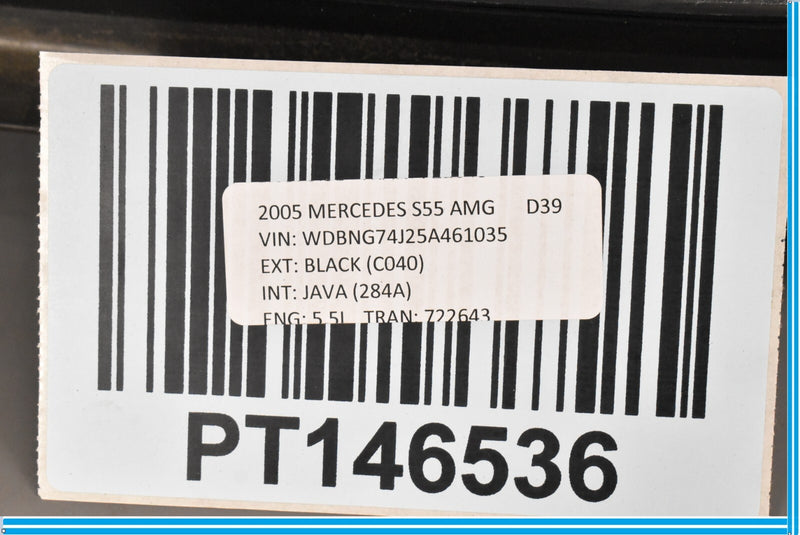 2005 MERCEDES S55 AMG D39
VIN: WDBNG74J25A461035
EXT: BLACK (C040)
INT: JAVA (284A)
ENG: 5.5L TRAN: 722643
PT146536